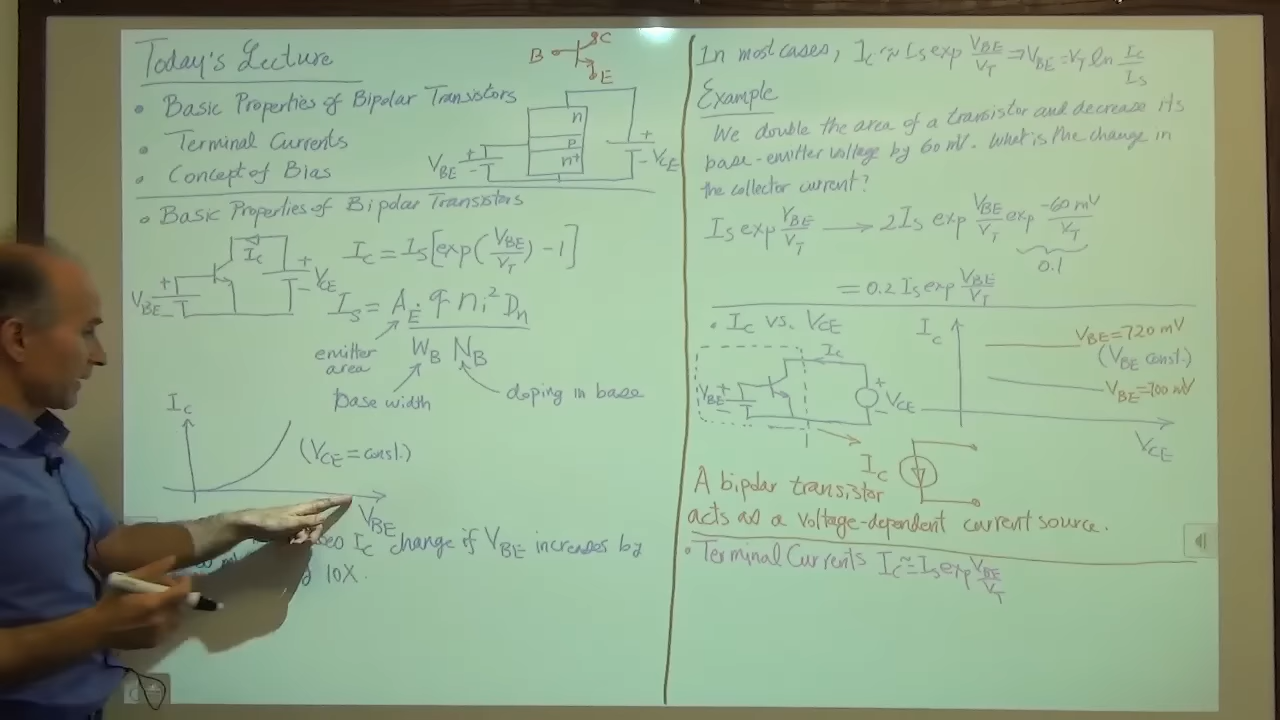 Today's Lecture
• Basic Properties of Bipolar Transistors
• Terminal Currents
• Concept of Bias
B C E
n
p
n+
VBE + -
+ - VCE
• Basic Properties of Bipolar Transistors
IC
VBE + -
+ - VCE
IC = IS[exp(VBE/VT) - 1]
IS = AE q ni² Dn / WB NB
emitter area
base width
doping in base
IC
(VCE = const.)
VBE
IC change if VBE increases by
10X.
In most cases, IC ≈ IS exp VBE/VT ⇒ VBE = VT ln IC/IS
Example
We double the area of a transistor and decrease its
base-emitter voltage by 60 mV. What is the change in
the collector current?
IS exp VBE/VT → 2IS exp VBE/VT exp -60 mV/VT
0.1
= 0.2 IS exp VBE/VT
• IC vs. VCE
IC
VBE = 720 mV
(VBE const.)
VBE = 700 mV
VCE
IC
VBE + -
+ - VCE
IC
A bipolar transistor
acts as a voltage-dependent current source.
• Terminal Currents IC ≅ IS exp VBE/VT